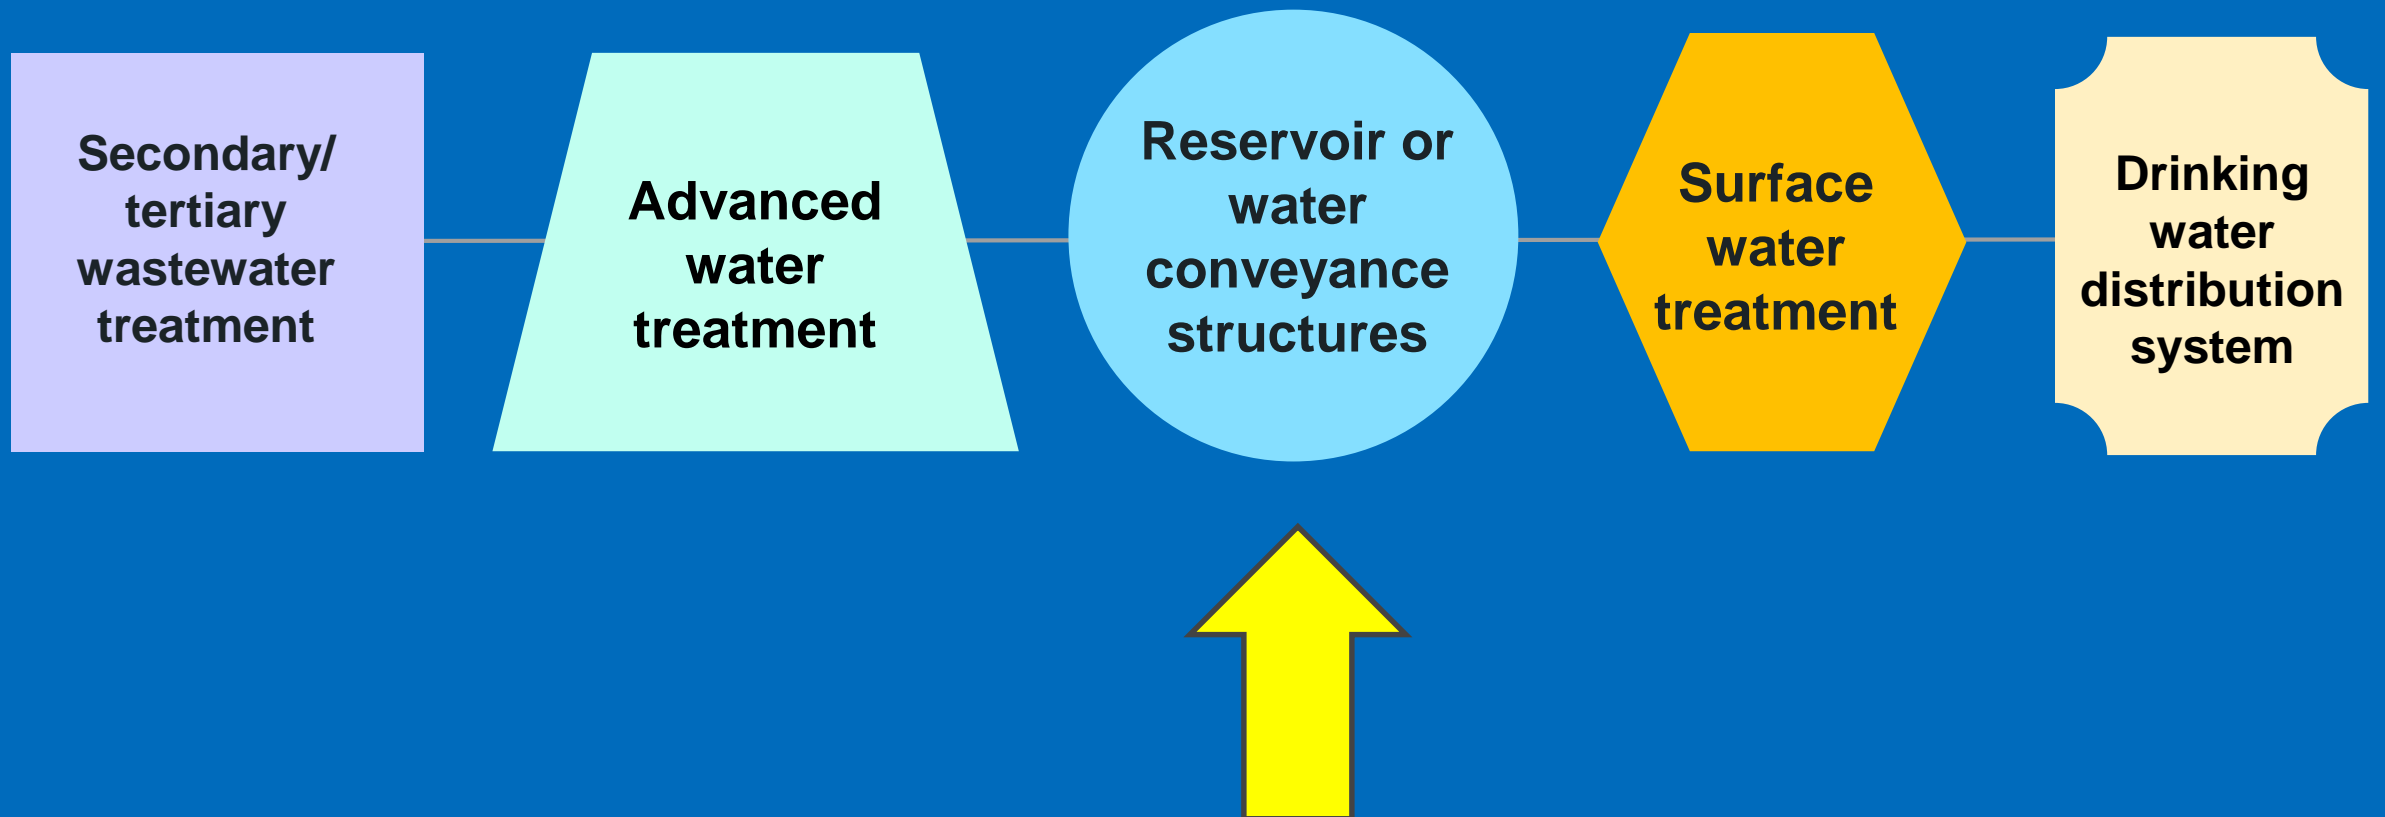 Secondary/
tertiary
wastewater
treatment
Advanced
water
treatment
Reservoir or
water
conveyance
structures
Surface
water
treatment
Drinking
water
distribution
system